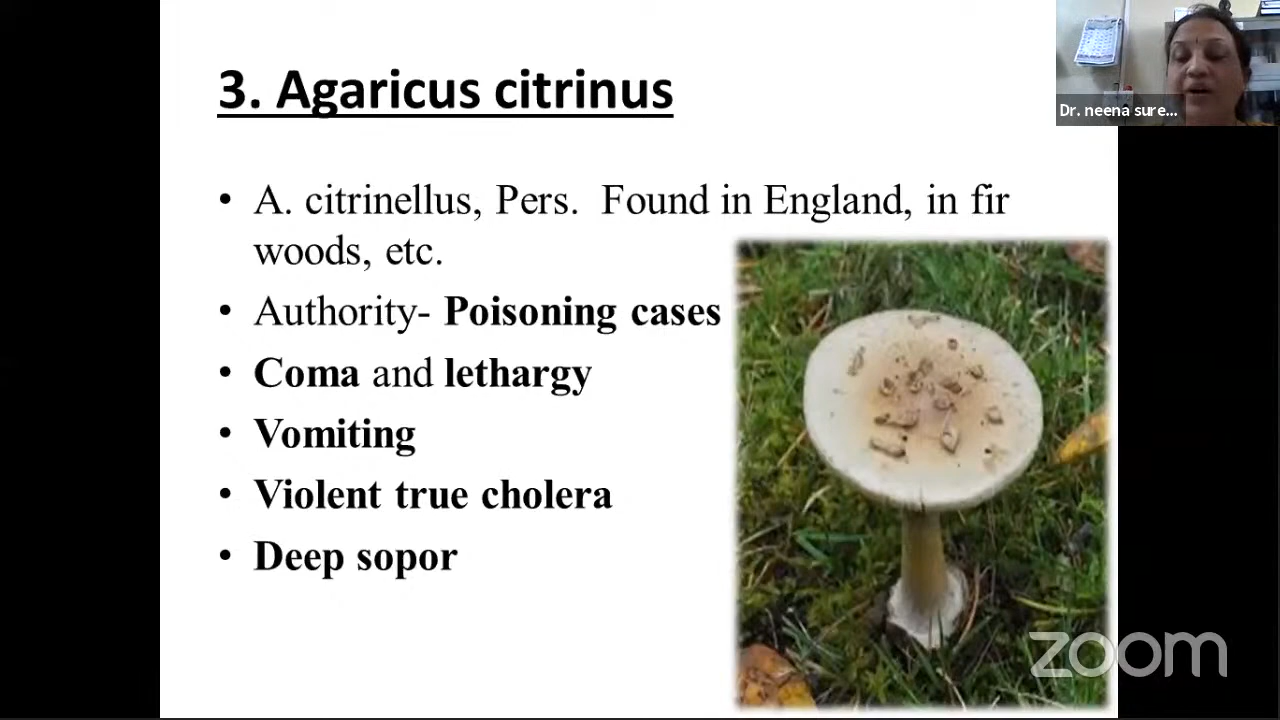 3. Agaricus citrinus
Dr. neena sure...
• A. citrinellus, Pers.  Found in England, in fir
woods, etc.
• Authority- Poisoning cases
• Coma and lethargy
• Vomiting
• Violent true cholera
• Deep sopor
zoom